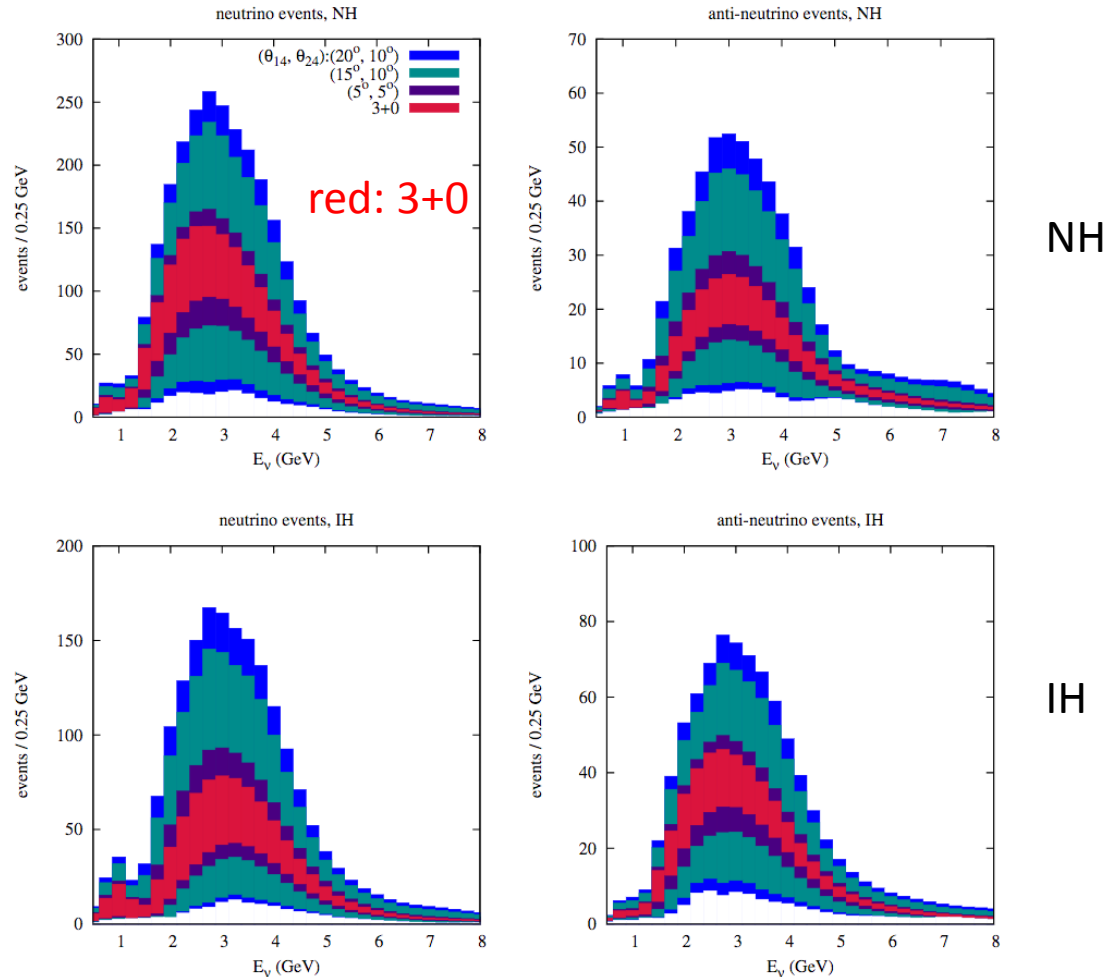 neutrino events, NH
300
250
200
150
100
50
0
events / 0.25 GeV
(θ14, θ24):(20°, 10°)
(15°, 10°)
(5°, 5°)
3+0
red: 3+0
1 2 3 4 5 6 7 8
Eν (GeV)
anti-neutrino events, NH
70
60
50
40
30
20
10
0
events / 0.25 GeV
1 2 3 4 5 6 7 8
Eν (GeV)
NH
neutrino events, IH
200
150
100
50
0
events / 0.25 GeV
1 2 3 4 5 6 7 8
Eν (GeV)
anti-neutrino events, IH
100
80
60
40
20
0
events / 0.25 GeV
1 2 3 4 5 6 7 8
Eν (GeV)
IH